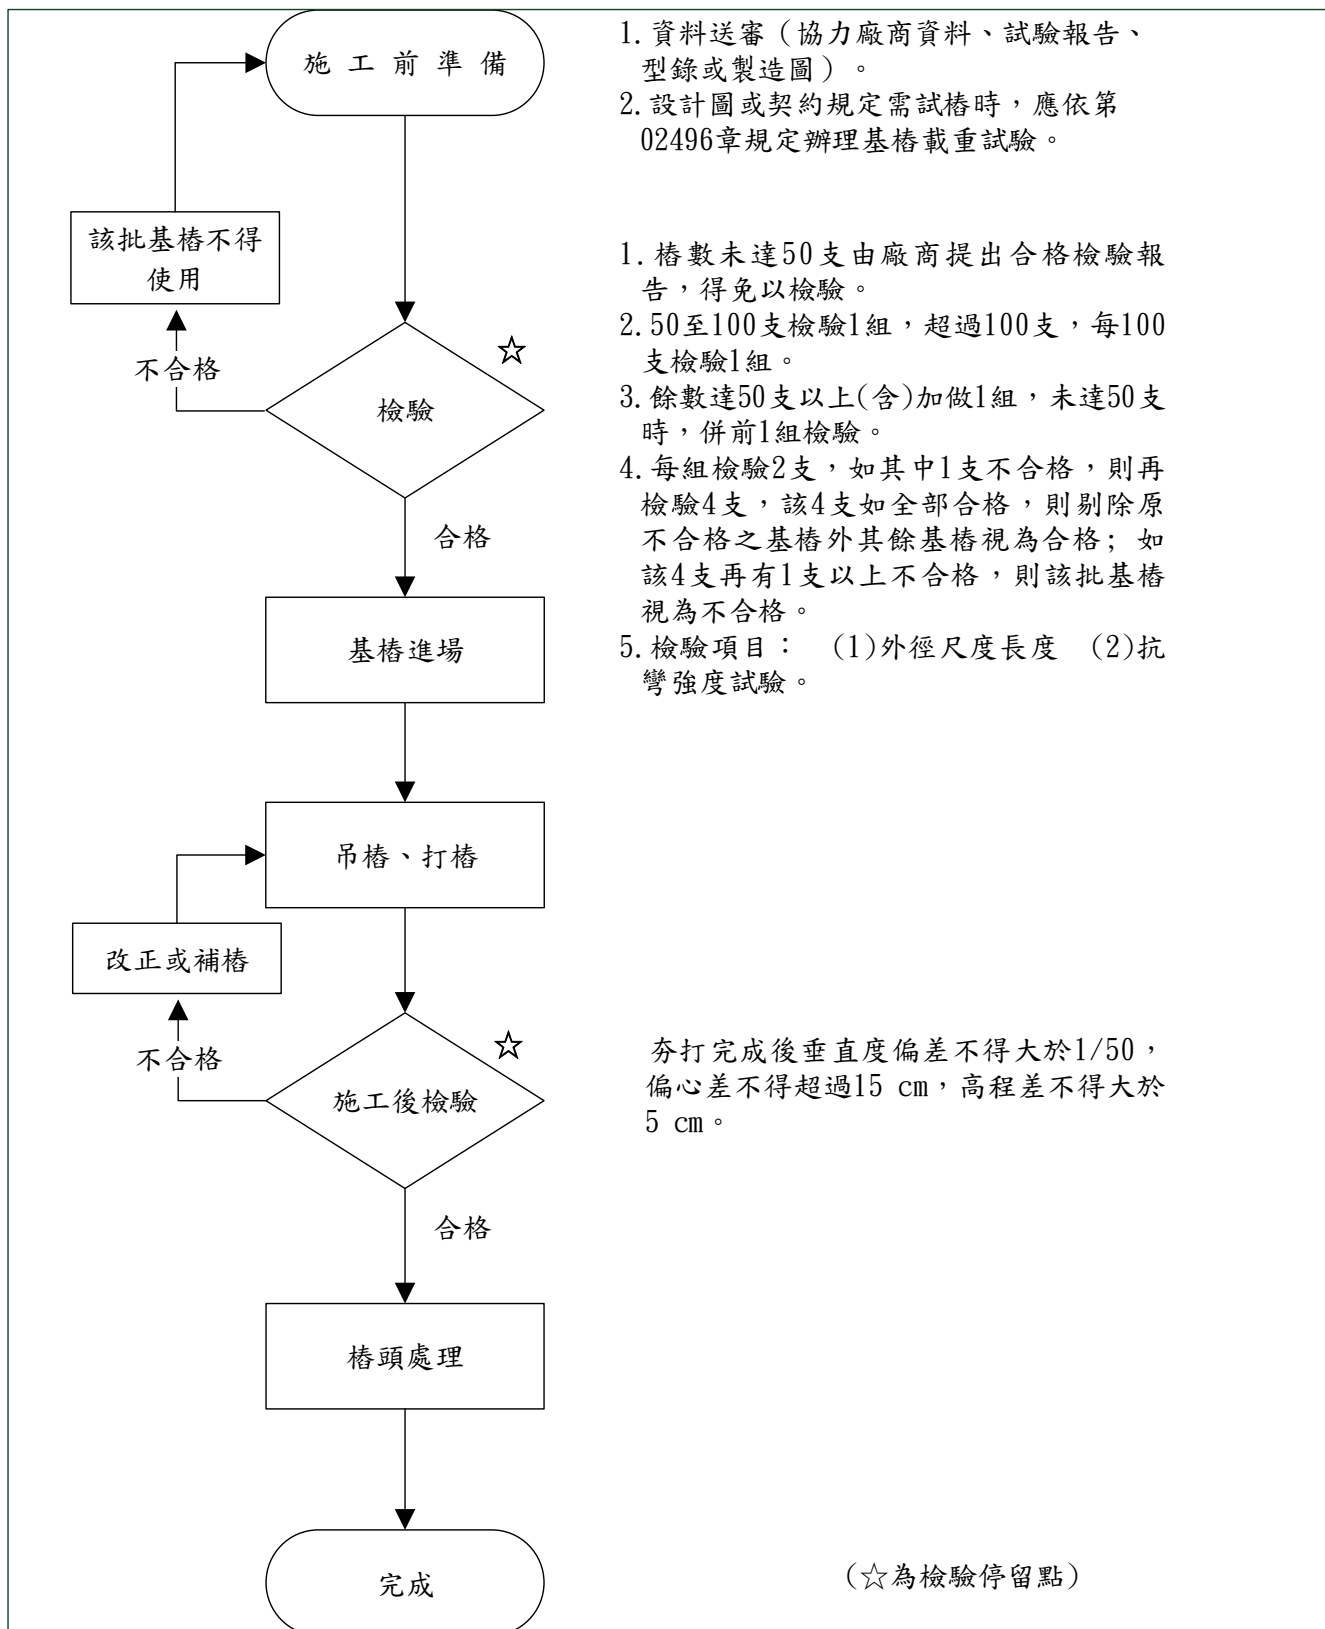 施工前準備
1.資料送審（協力廠商資料、試驗報告、
型錄或製造圖）。
2.設計圖或契約規定需試樁時，應依第
02496章規定辦理基樁載重試驗。
該批基樁不得
使用
不合格
檢驗
☆
合格
1.樁數未達50支由廠商提出合格檢驗報
告，得免以檢驗。
2.50至100支檢驗1組，超過100支，每100
支檢驗1組。
3.餘數達50支以上(含)加做1組，未達50支
時，併前1組檢驗。
4.每組檢驗2支，如其中1支不合格，則再
檢驗4支，該4支如全部合格，則剔除原
不合格之基樁外其餘基樁視為合格; 如
該4支再有1支以上不合格，則該批基樁
視為不合格。
5.檢驗項目： (1)外徑尺度長度 (2)抗
彎強度試驗。
基樁進場
吊樁、打樁
改正或補樁
不合格
施工後檢驗
☆
合格
夯打完成後垂直度偏差不得大於1/50，
偏心差不得超過15 cm，高程差不得大於
5 cm。
樁頭處理
完成
（☆為檢驗停留點）